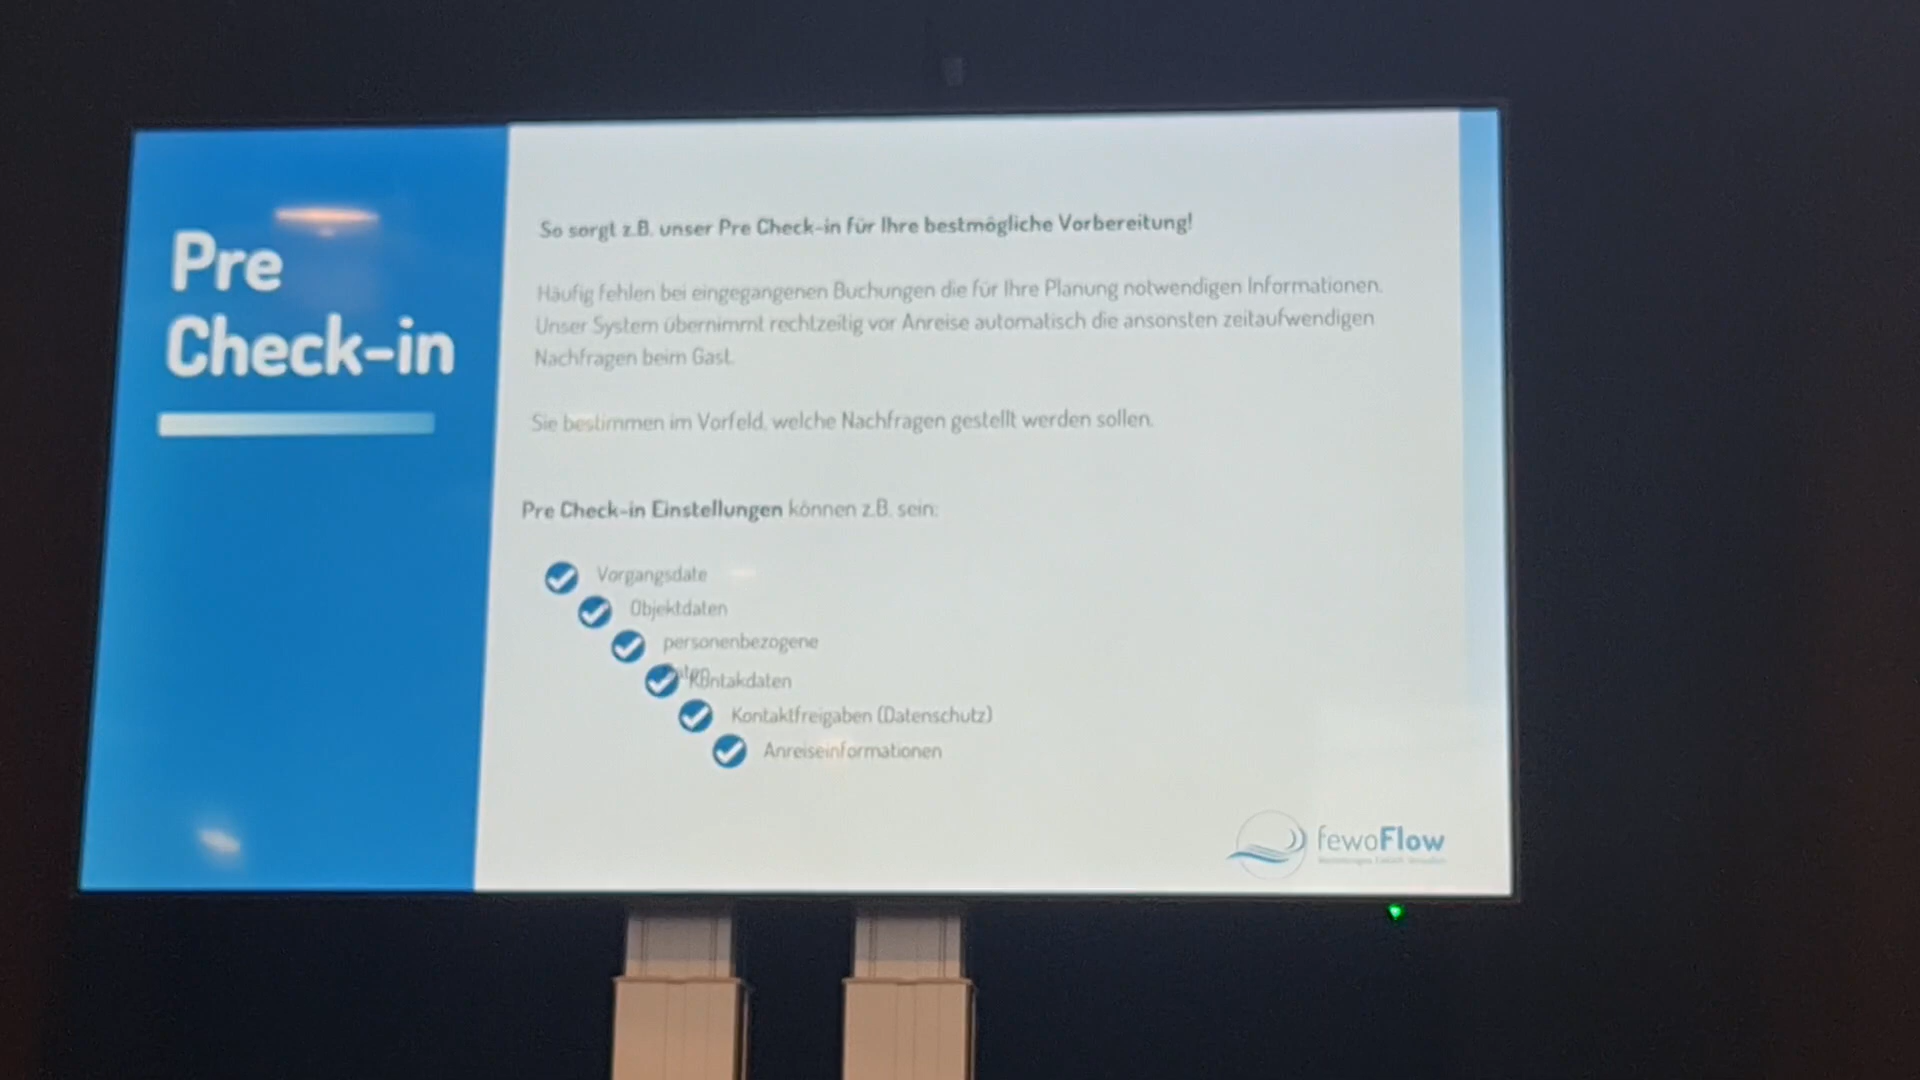 Pre
Check-in
So sorgt z.B. unser Pre Check-in für Ihre bestmögliche Vorbereitung!
Häufig fehlen bei eingegangenen Buchungen die für Ihre Planung notwendigen Informationen.
Unser System übernimmt rechtzeitig vor Anreise automatisch die ansonsten zeitaufwendigen
Nachfragen beim Gast.
Sie bestimmen im Vorfeld, welche Nachfragen gestellt werden sollen.
Pre Check-in Einstellungen können z.B. sein:
Vorgangsdate
Objektdaten
personenbezogene
Kontakdaten
Kontaktfreigaben (Datenschutz)
Anreiseinformationen
fewoFlow